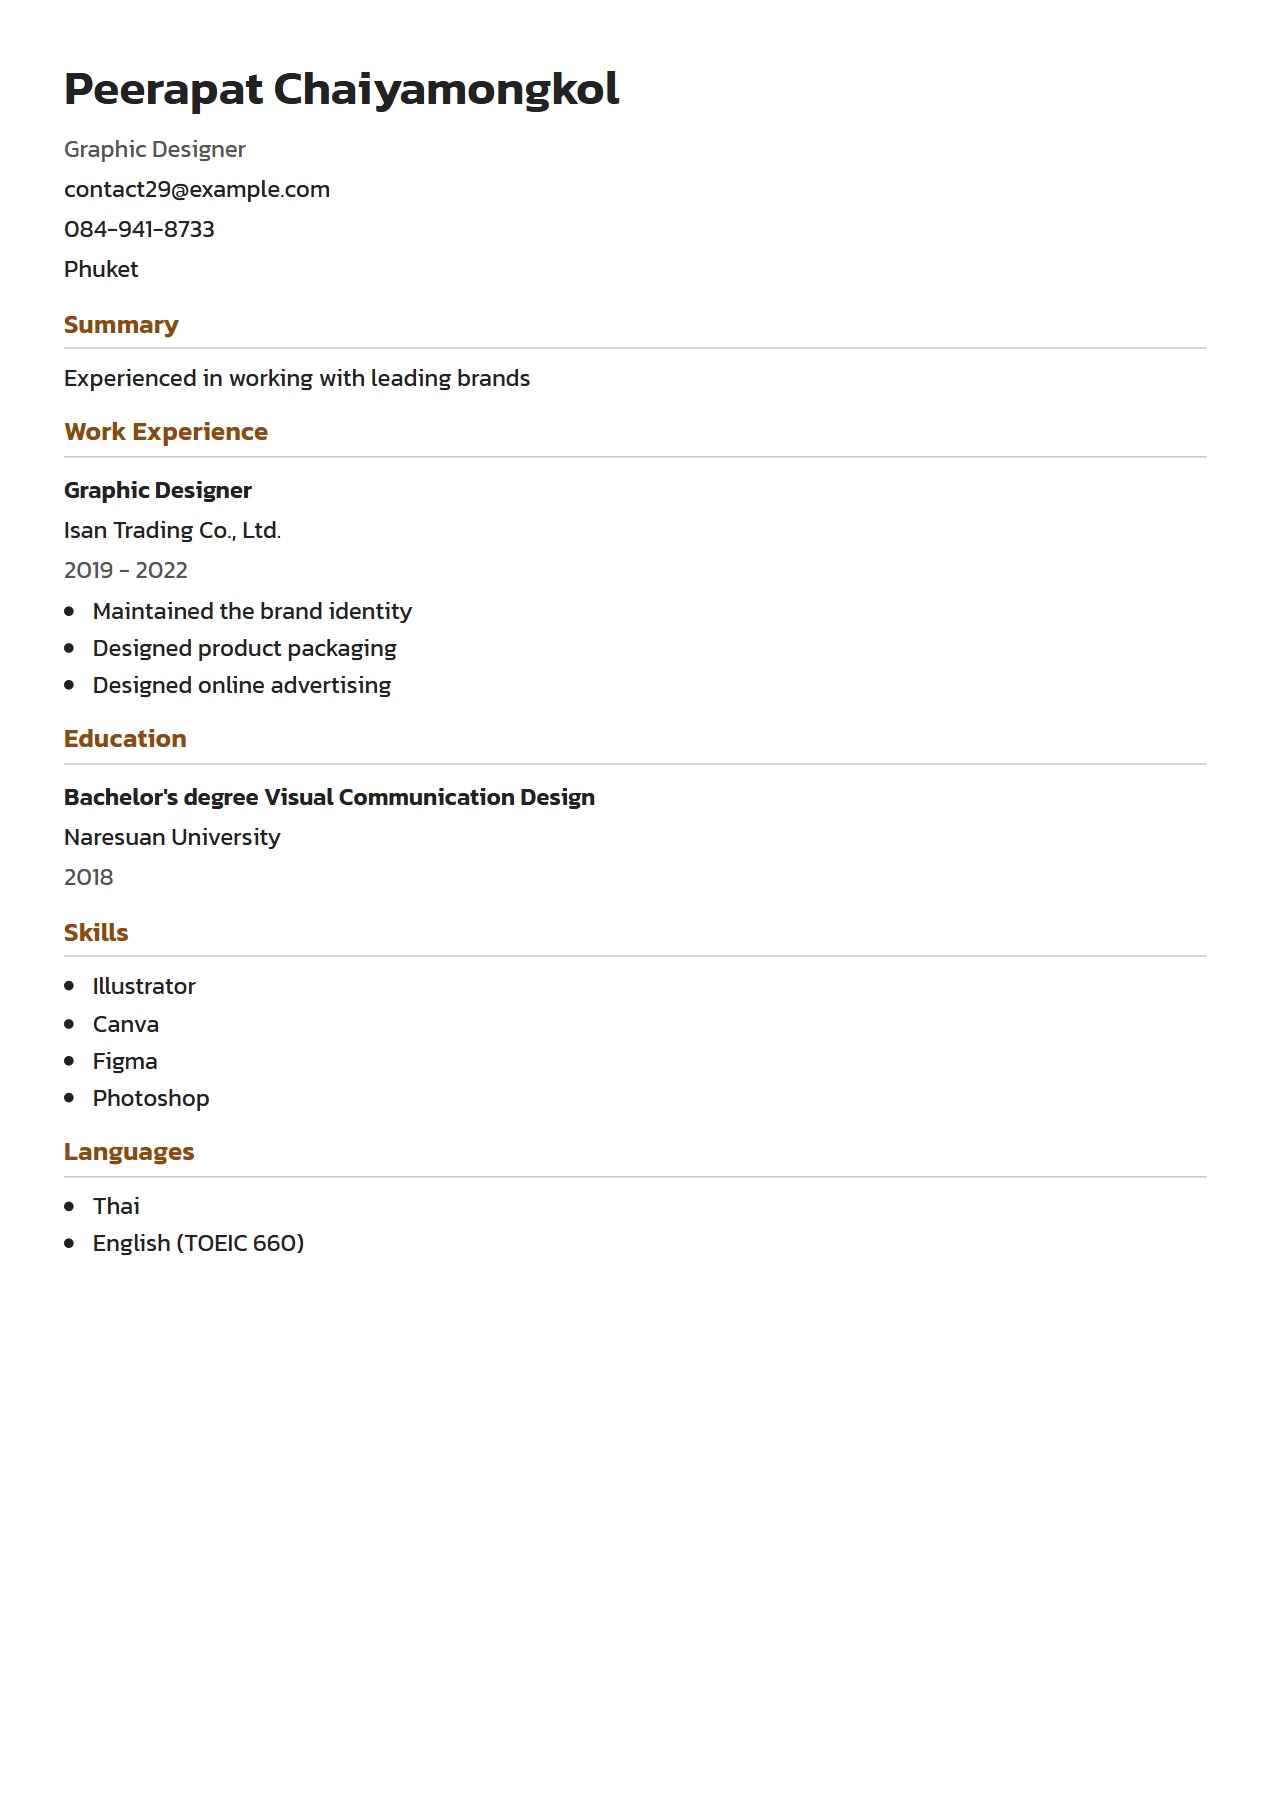 Peerapat Chaiyamongkol
Graphic Designer
contact29@example.com
084-941-8733
Phuket
Summary
Experienced in working with leading brands
Work Experience
Graphic Designer
Isan Trading Co., Ltd.
2019 - 2022
Maintained the brand identity
Designed product packaging
Designed online advertising
Education
Bachelor's degree Visual Communication Design
Naresuan University
2018
Skills
Illustrator
Canva
Figma
Photoshop
Languages
Thai
English (TOEIC 660)